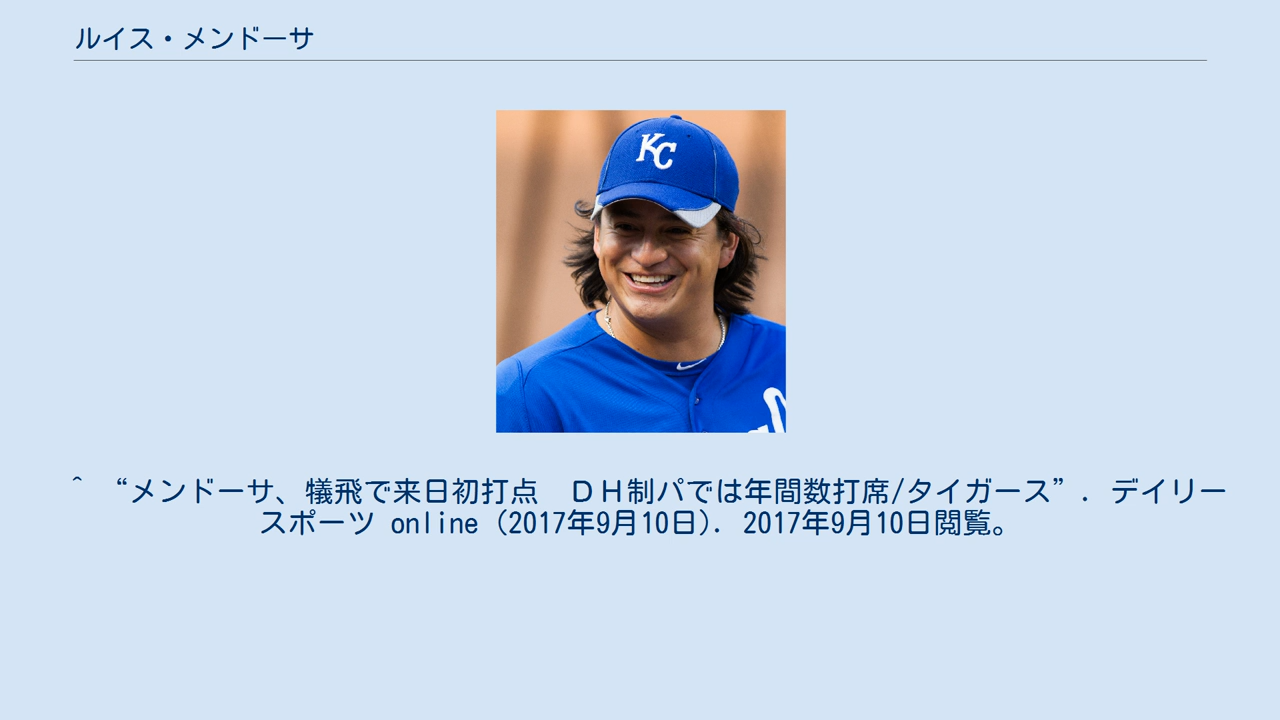 ルイス・メンドーサ
KC
^ “メンドーサ、犠飛で来日初打点　ＤＨ制パでは年間数打席/タイガース”. デイリー
スポーツ online (2017年9月10日). 2017年9月10日閲覧。